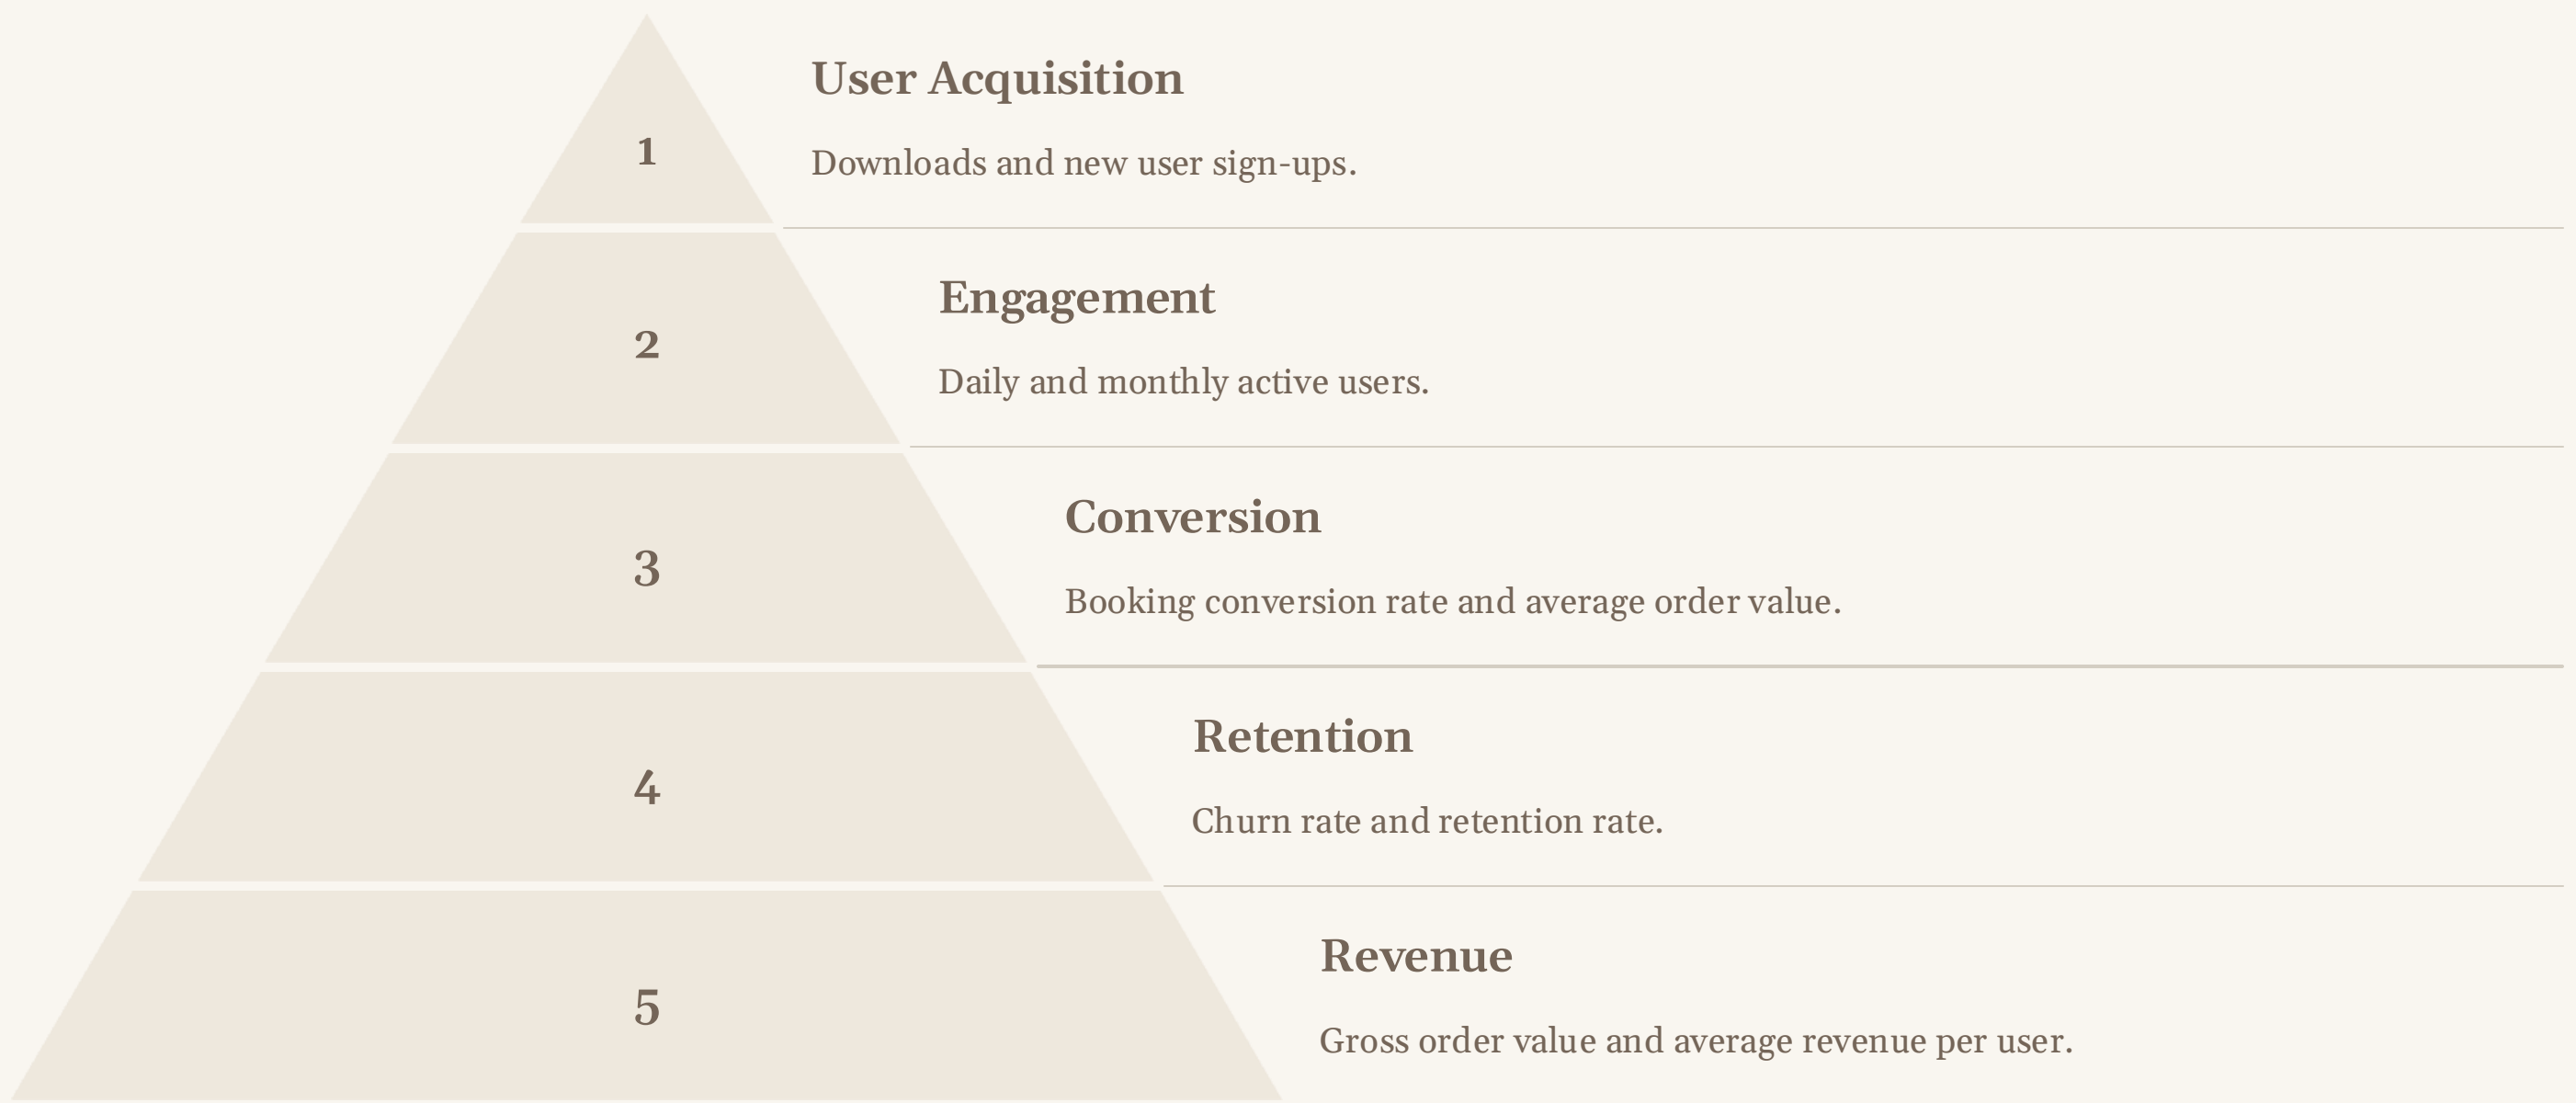 1
User Acquisition
Downloads and new user sign-ups.
2
Engagement
Daily and monthly active users.
3
Conversion
Booking conversion rate and average order value.
4
Retention
Churn rate and retention rate.
5
Revenue
Gross order value and average revenue per user.